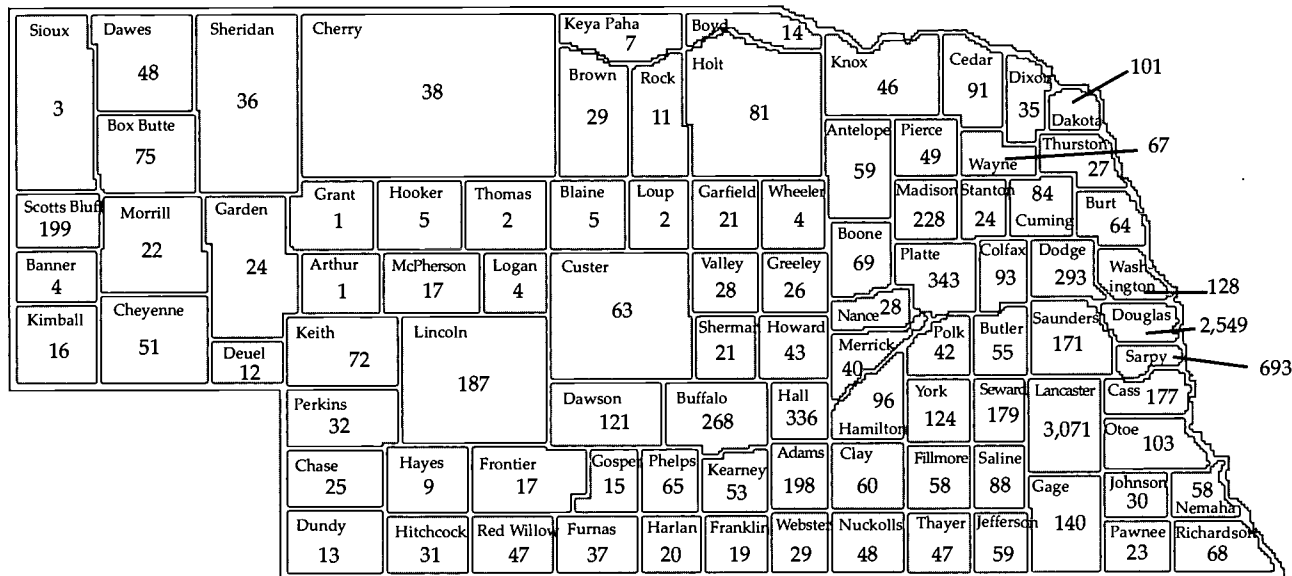 Sioux
3
Dawes
48
Sheridan
36
Cherry
38
Keya Paha
7
Boyd
14
Brown
29
Rock
11
Holt
81
Knox
46
Cedar
91
Dixon
35
101
Dakota
Box Butte
75
Antelope
59
Pierce
49
Wayne
67
Thurston
27
Scotts Bluff
199
Morrill
22
Garden
24
Grant
1
Hooker
5
Thomas
2
Blaine
5
Loup
2
Garfield
21
Wheeler
4
Madison
228
Stanton
24
84
Cuming
Burt
64
Banner
4
Arthur
1
McPherson
17
Logan
4
Custer
63
Valley
28
Greeley
26
Boone
69
Platte
343
Colfax
93
Dodge
293
Wash
ington
128
Kimball
16
Cheyenne
51
Deuel
12
Keith
72
Lincoln
187
Sherman
21
Howard
43
Nance
28
Merrick
40
Polk
42
Butler
55
Saunders
171
Douglas
2,549
Sarpy
693
Perkins
32
Dawson
121
Buffalo
268
Hall
336
96
Hamilton
York
124
Seward
179
Lancaster
3,071
Cass
177
Otoe
103
Chase
25
Hayes
9
Frontier
17
Gosper
15
Phelps
65
Kearney
53
Adams
198
Clay
60
Fillmore
58
Saline
88
Gage
140
Johnson
30
58
Nemaha
Dundy
13
Hitchcock
31
Red Willow
47
Furnas
37
Harlan
20
Franklin
19
Webster
29
Nuckolls
48
Thayer
47
Jefferson
59
Pawnee
23
Richardson
68